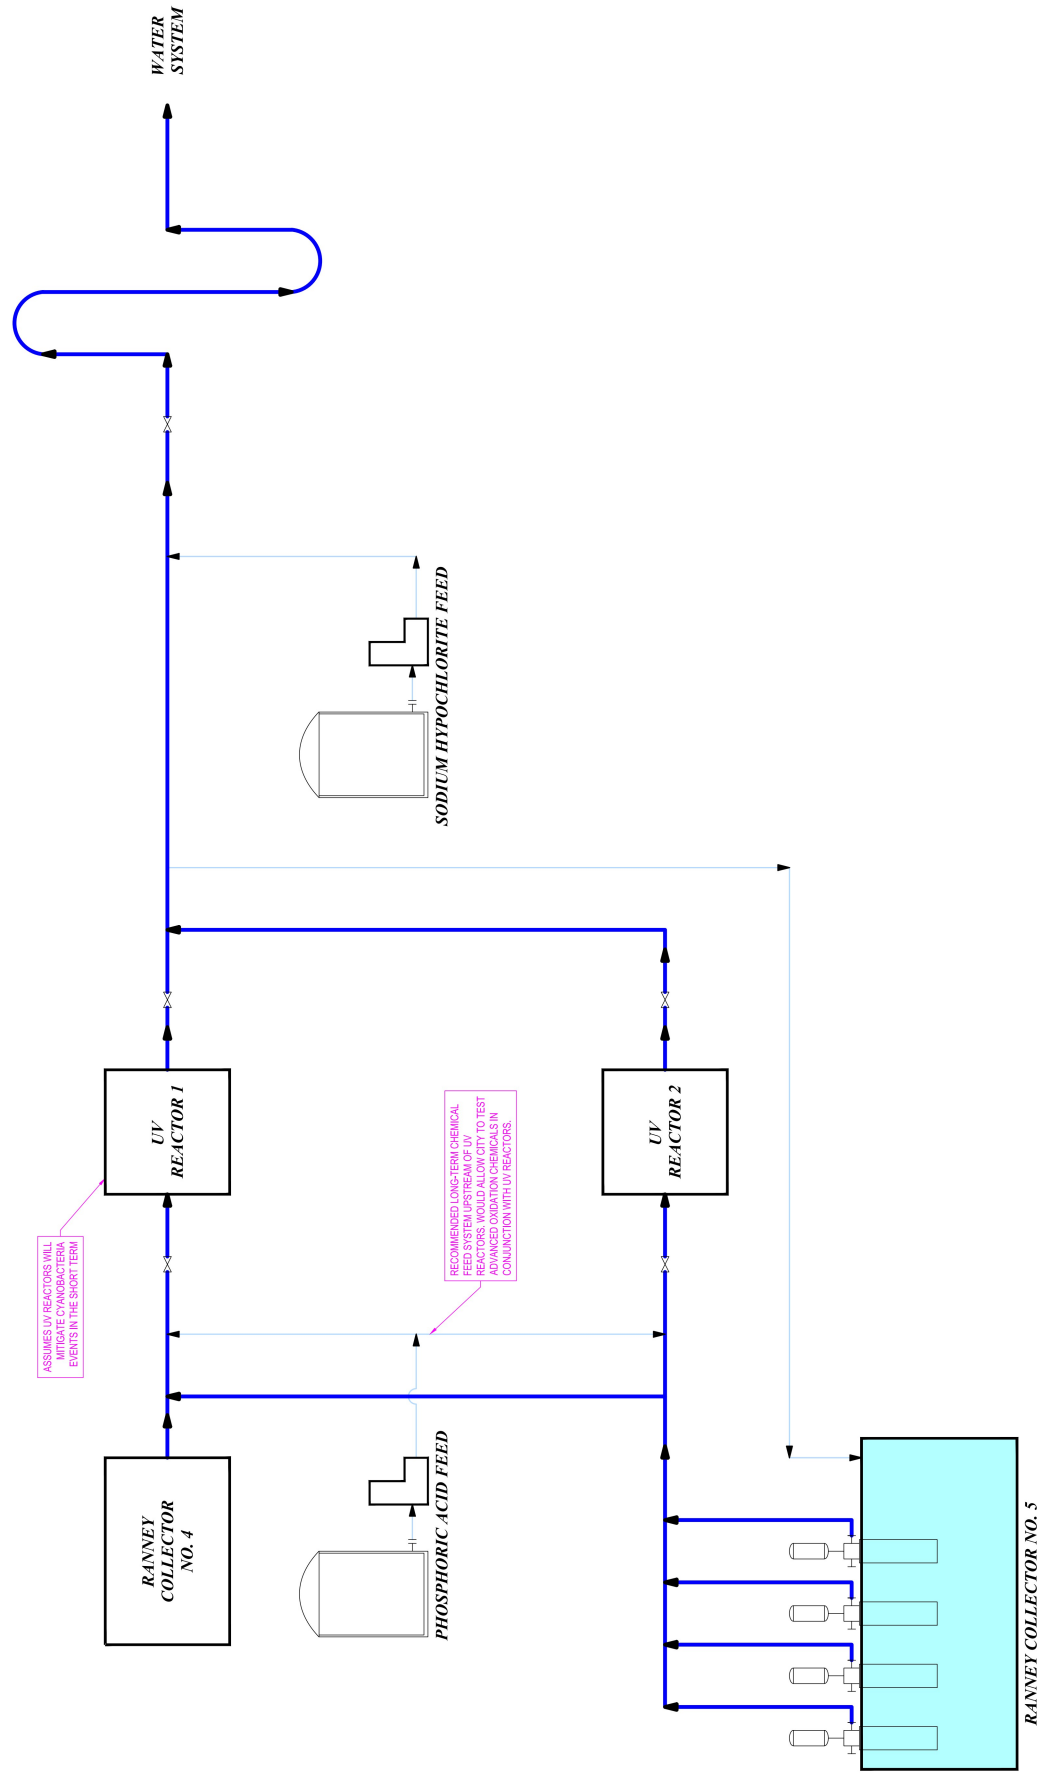 WATER
SYSTEM
SODIUM HYPOCHLORITE FEED
UV
REACTOR 1
UV
REACTOR 2
ASSUMES UV REACTORS WILL
MITIGATE CYANOBACTERIA
EVENTS IN THE SHORT TERM
RECOMMENDED LONG-TERM CHEMICAL
FEED SYSTEM UPSTREAM OF UV
REACTORS. WOULD ALLOW CITY TO TEST
ADVANCED OXIDATION CHEMICALS IN
CONJUNCTION WITH UV REACTORS.
RANNEY
COLLECTOR
NO. 4
PHOSPHORIC ACID FEED
RANNEY COLLECTOR NO. 5